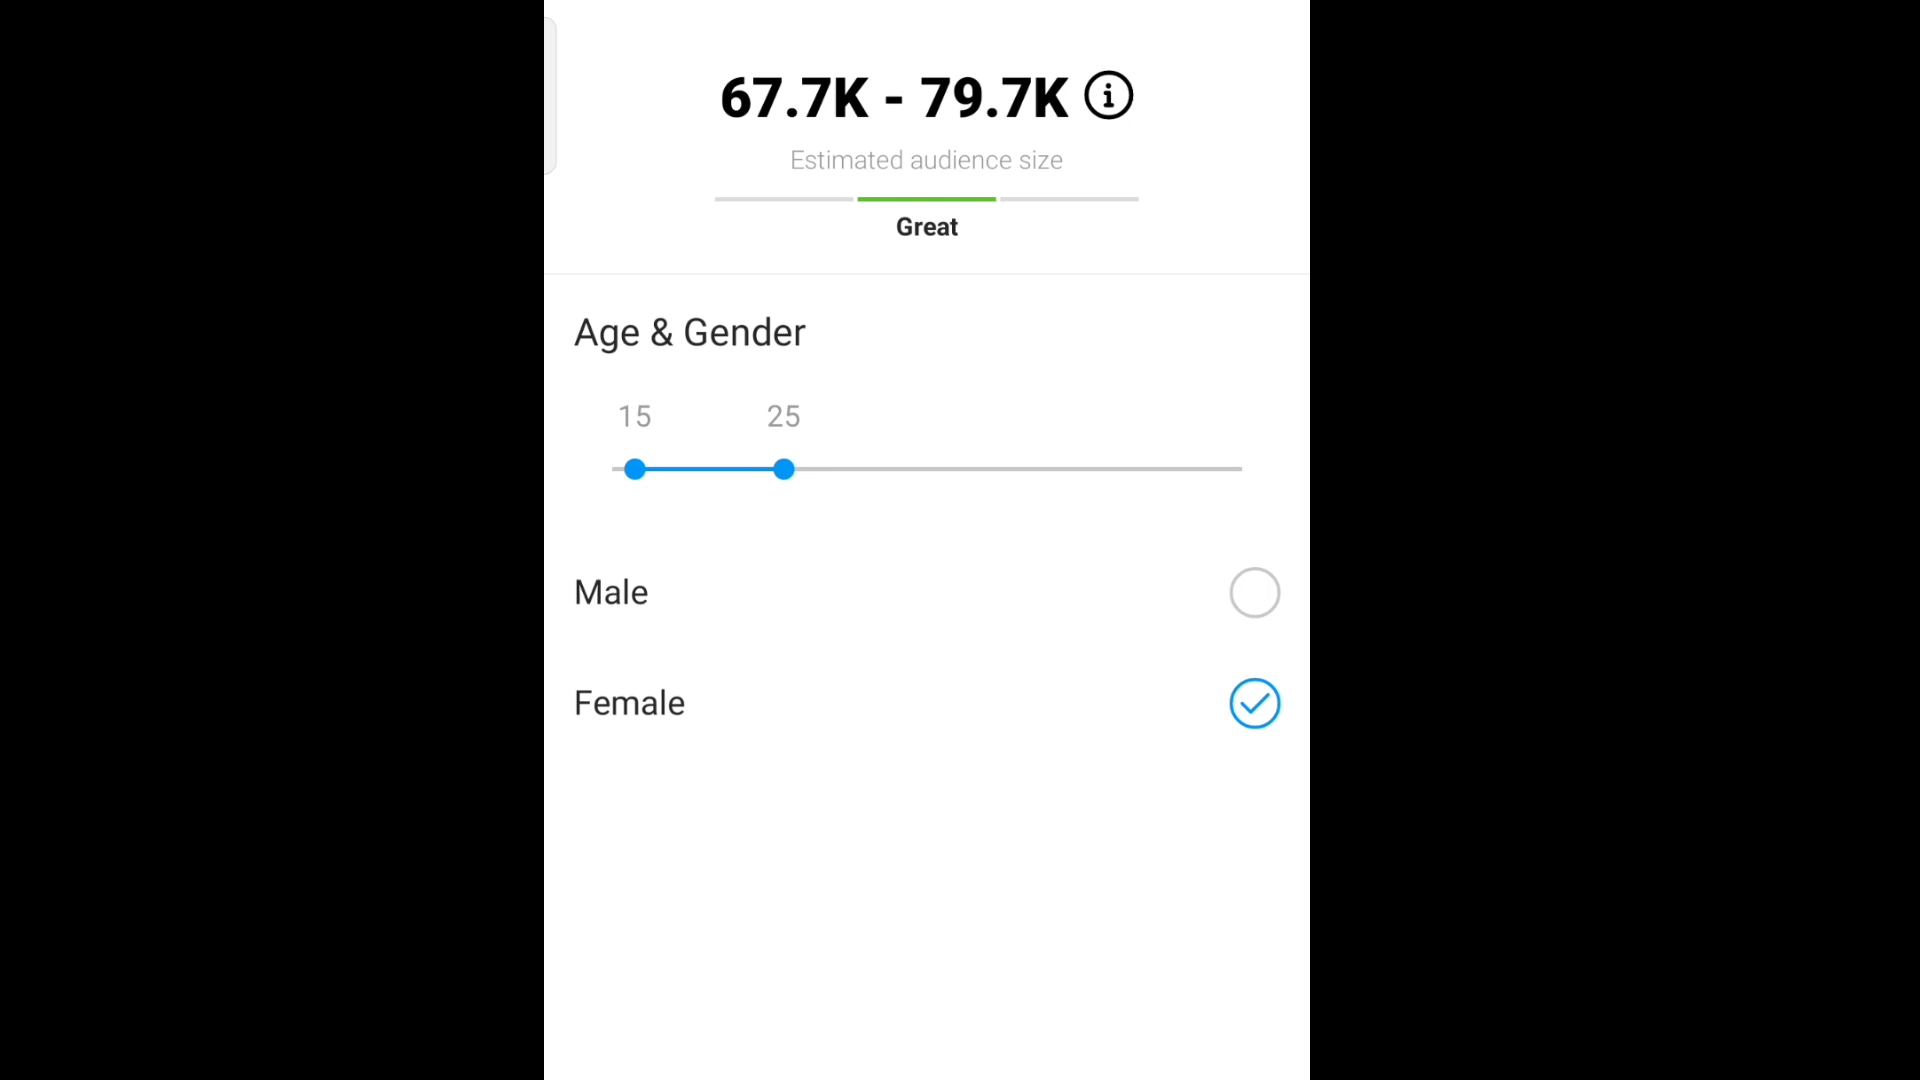 67.7K - 79.7K
Estimated audience size
Great
Age & Gender
15 25
Male
Female